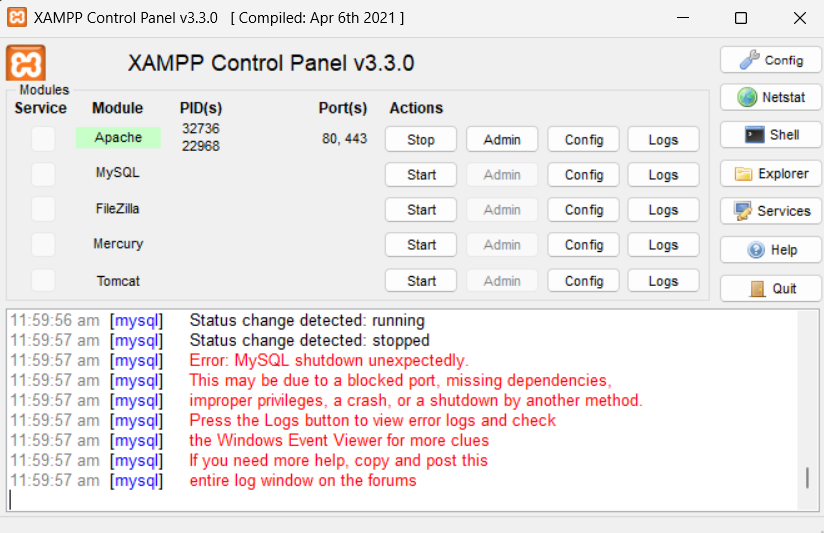 XAMPP Control Panel v3.3.0 [ Compiled: Apr 6th 2021 ]
XAMPP Control Panel v3.3.0
Config
Netstat
Shell
Explorer
Services
Help
Quit
Modules
Service Module PID(s) Port(s) Actions
Apache 32736 22968 80, 443 Stop Admin Config Logs
MySQL Start Admin Config Logs
FileZilla Start Admin Config Logs
Mercury Start Admin Config Logs
Tomcat Start Admin Config Logs
11:59:56 am [mysql] Status change detected: running
11:59:57 am [mysql] Status change detected: stopped
11:59:57 am [mysql] Error: MySQL shutdown unexpectedly.
11:59:57 am [mysql] This may be due to a blocked port, missing dependencies,
11:59:57 am [mysql] improper privileges, a crash, or a shutdown by another method.
11:59:57 am [mysql] Press the Logs button to view error logs and check
11:59:57 am [mysql] the Windows Event Viewer for more clues
11:59:57 am [mysql] If you need more help, copy and post this
11:59:57 am [mysql] entire log window on the forums